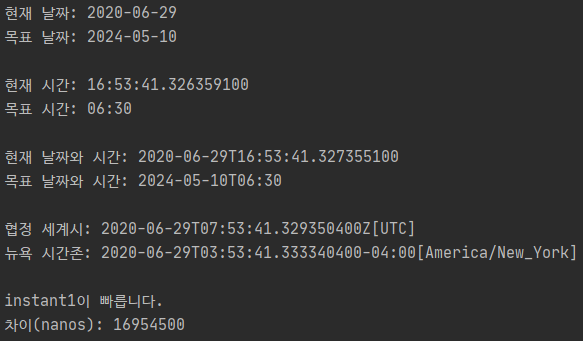 현재 날짜: 2020-06-29
목표 날짜: 2024-05-10
현재 시간: 16:53:41.326359100
목표 시간: 06:30
현재 날짜와 시간: 2020-06-29T16:53:41.327355100
목표 날짜와 시간: 2024-05-10T06:30
협정 세계시: 2020-06-29T07:53:41.329350400Z[UTC]
뉴욕 시간존: 2020-06-29T03:53:41.333340400-04:00[America/New_York]
instant1이 빠릅니다.
차이(nanos): 16954500